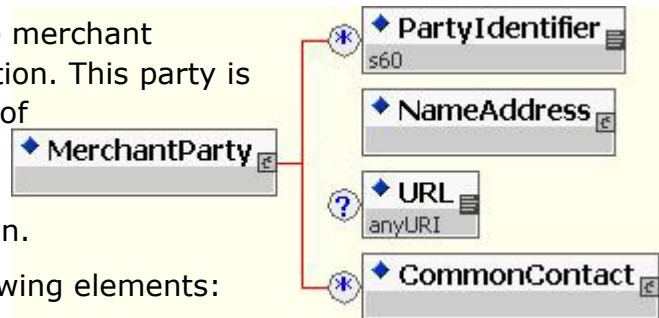 merchant
tion. This party is
of
n.
wing elements:
MerchantParty
* PartyIdentifier
s60
NameAddress
? URL
anyURI
* CommonContact